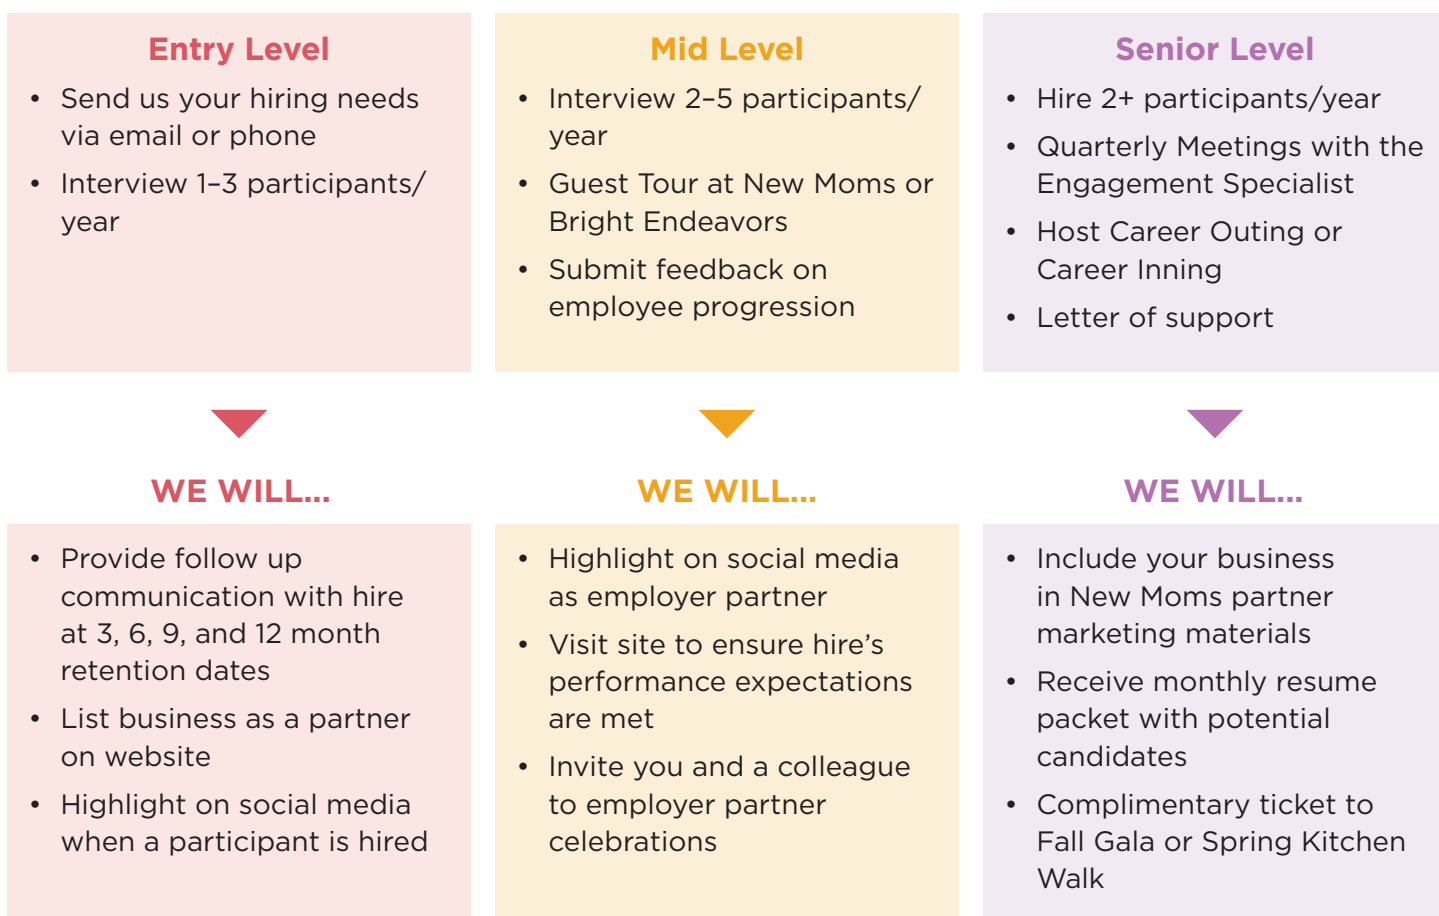 Entry Level
• Send us your hiring needs
via email or phone
• Interview 1–3 participants/
year
Mid Level
• Interview 2–5 participants/
year
• Guest Tour at New Moms or
Bright Endeavors
• Submit feedback on
employee progression
Senior Level
• Hire 2+ participants/year
• Quarterly Meetings with the
Engagement Specialist
• Host Career Outing or
Career Inning
• Letter of support
WE WILL...
• Provide follow up
communication with hire
at 3, 6, 9, and 12 month
retention dates
• List business as a partner
on website
• Highlight on social media
when a participant is hired
WE WILL...
• Highlight on social media
as employer partner
• Visit site to ensure hire’s
performance expectations
are met
• Invite you and a colleague
to employer partner
celebrations
WE WILL...
• Include your business
in New Moms partner
marketing materials
• Receive monthly resume
packet with potential
candidates
• Complimentary ticket to
Fall Gala or Spring Kitchen
Walk